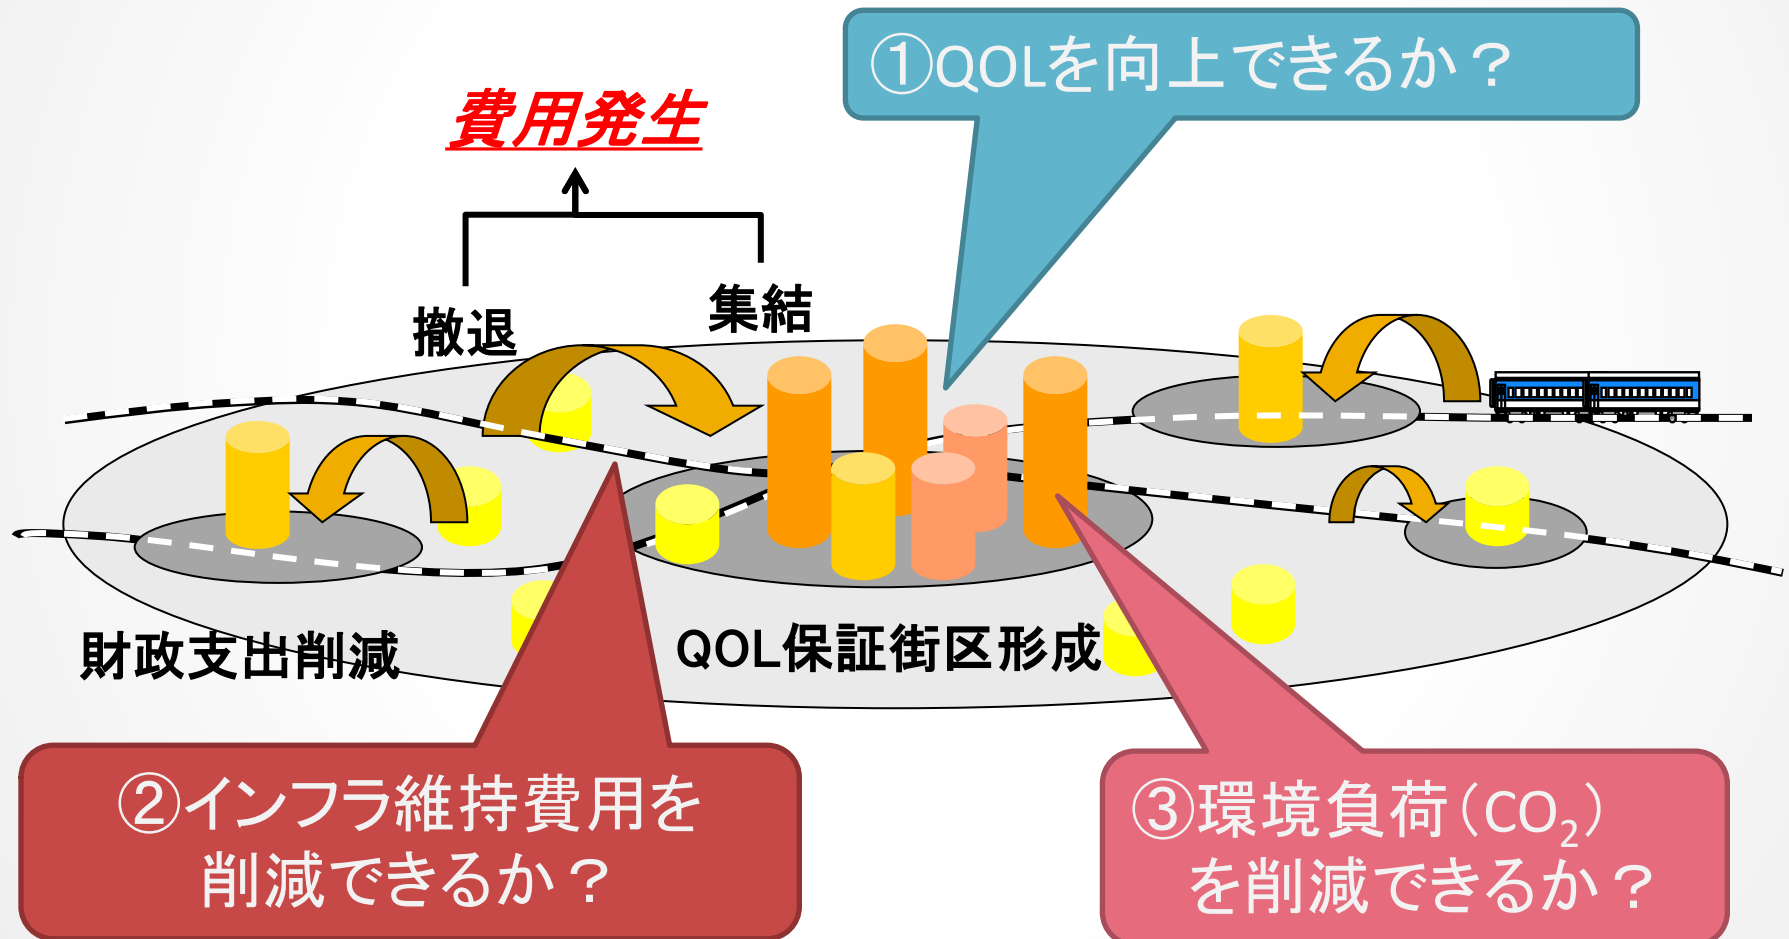 ①QOLを向上できるか？
費用発生
撤退
集結
財政支出削減
QOL保証街区形成
②インフラ維持費用を
削減できるか？
③環境負荷（CO₂）
を削減できるか？